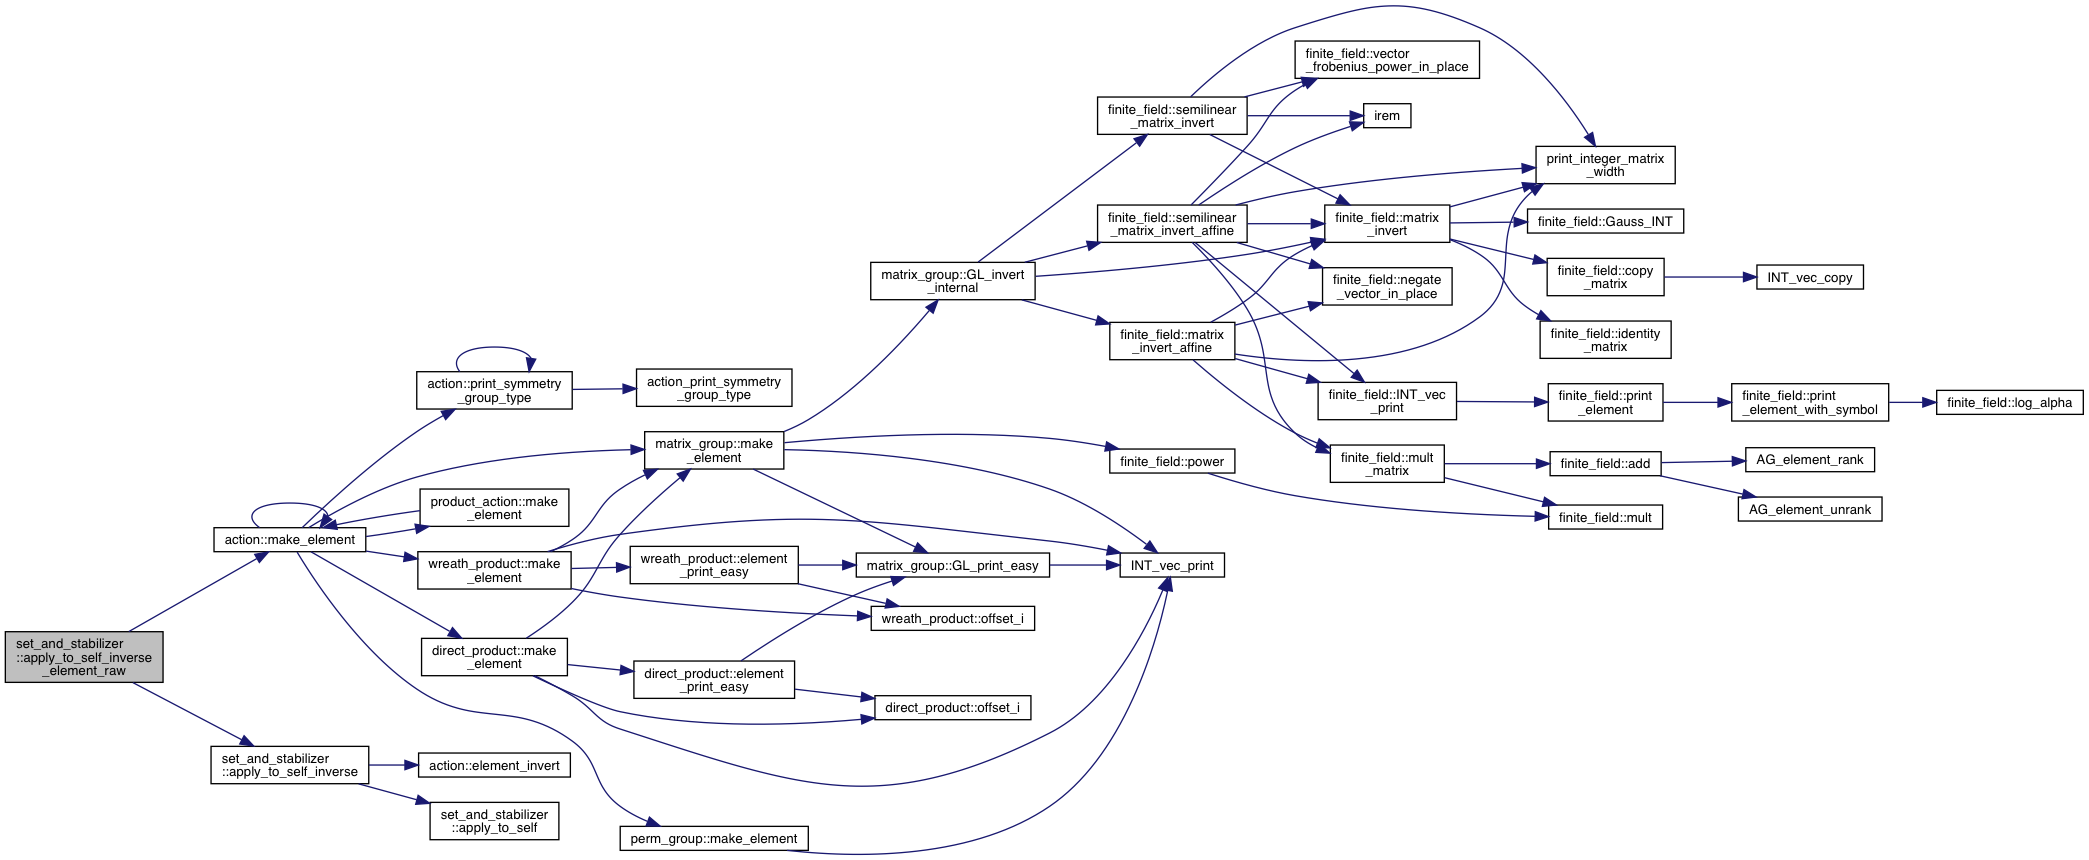 set_and_stabilizer
::apply_to_self_inverse
_element_raw
action::make_element
set_and_stabilizer
::apply_to_self_inverse
action::print_symmetry
_group_type
product_action::make
_element
wreath_product::make
_element
direct_product::make
_element
action::element_invert
set_and_stabilizer
::apply_to_self
action_print_symmetry
_group_type
matrix_group::make
_element
wreath_product::element
_print_easy
direct_product::element
_print_easy
perm_group::make_element
matrix_group::GL_invert
_internal
matrix_group::GL_print_easy
wreath_product::offset_i
direct_product::offset_i
finite_field::semilinear
_matrix_invert
finite_field::semilinear
_matrix_invert_affine
finite_field::matrix
_invert_affine
finite_field::power
INT_vec_print
finite_field::vector
_frobenius_power_in_place
irem
finite_field::matrix
_invert
finite_field::negate
_vector_in_place
finite_field::INT_vec
_print
finite_field::mult
_matrix
print_integer_matrix
_width
finite_field::Gauss_INT
finite_field::copy
_matrix
finite_field::identity
_matrix
finite_field::print
_element
finite_field::add
finite_field::mult
INT_vec_copy
finite_field::print
_element_with_symbol
AG_element_rank
AG_element_unrank
finite_field::log_alpha